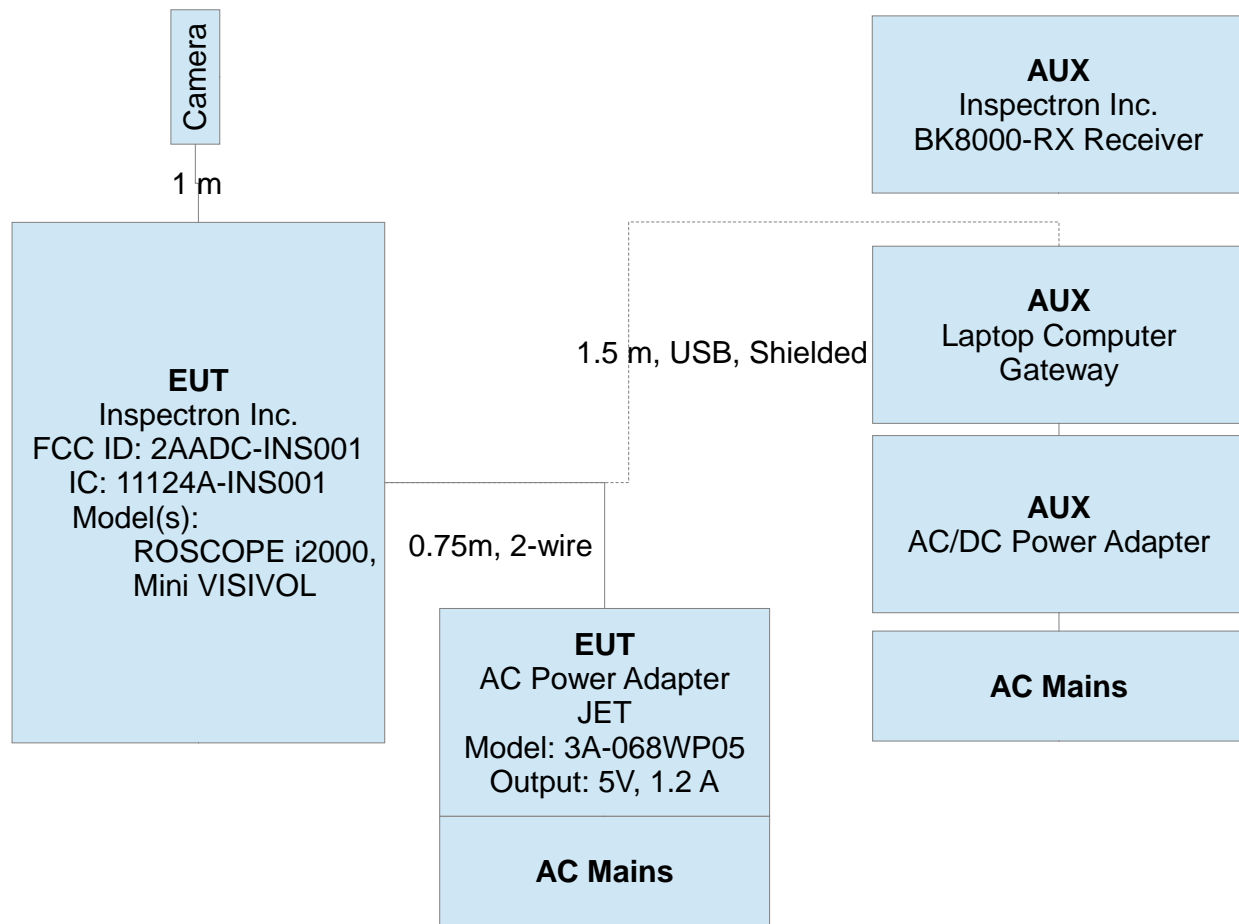 Camera
1 m
EUT
Inspectron Inc.
FCC ID: 2AADC-INS001
IC: 11124A-INS001
Model(s):
ROSCOPE i2000,
Mini VISIVOL
1.5 m, USB, Shielded
0.75m, 2-wire
EUT
AC Power Adapter
JET
Model: 3A-068WP05
Output: 5V, 1.2 A
AC Mains
AUX
Inspectron Inc.
BK8000-RX Receiver
AUX
Laptop Computer
Gateway
AUX
AC/DC Power Adapter
AC Mains